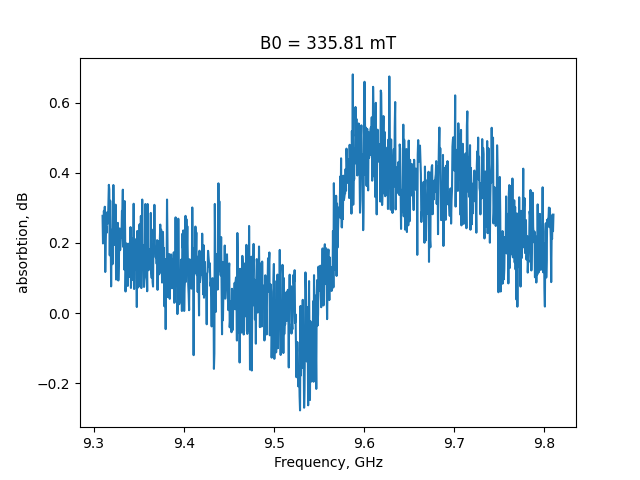 B0 = 335.81 mT
absorbtion, dB
0.6
0.4
0.2
0.0
−0.2
9.3 9.4 9.5 9.6 9.7 9.8
Frequency, GHz